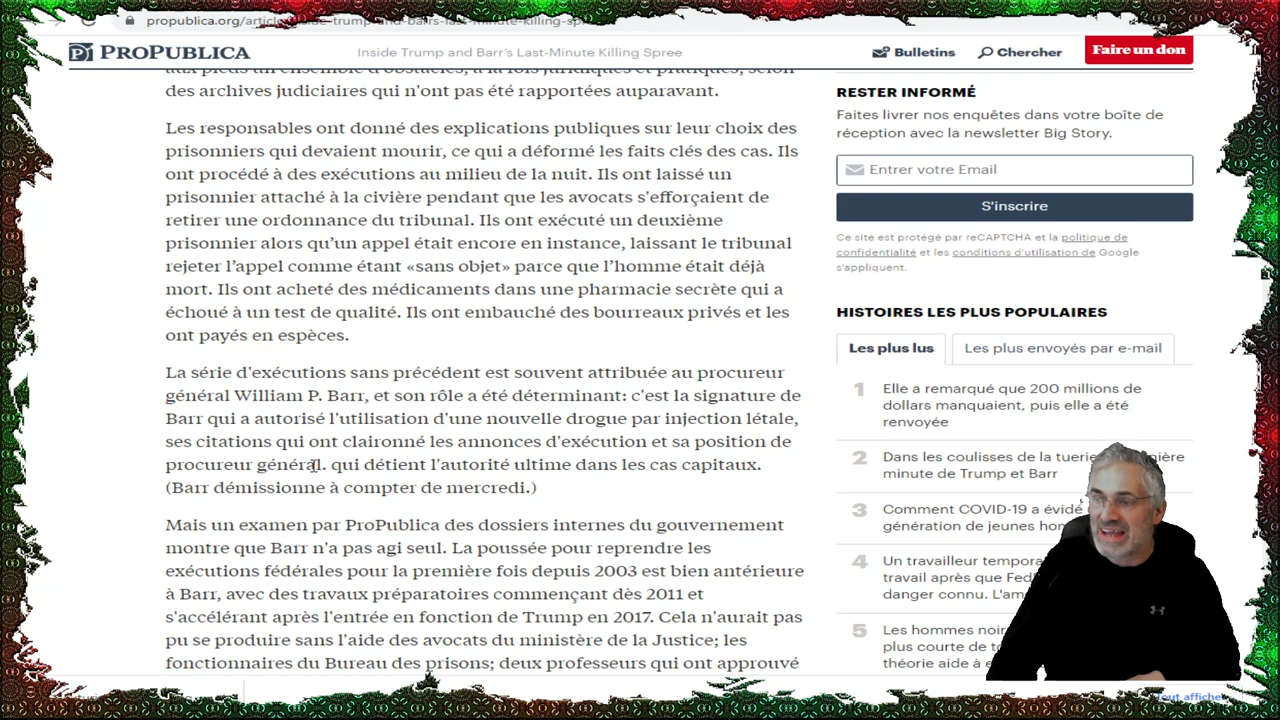 propublica.org/article/inside-trump-and-barrs-last-minute-killing-spr
PROPUBLICA
Inside Trump and Barr's Last-Minute Killing Spree
Bulletins
Chercher
Faire un don
aux pieds un ensemble d'obstacles, à la fois juridiques et pratiques, selon
des archives judiciaires qui n'ont pas été rapportées auparavant.
Les responsables ont donné des explications publiques sur leur choix des
prisonniers qui devaient mourir, ce qui a déformé les faits clés des cas. Ils
ont procédé à des exécutions au milieu de la nuit. Ils ont laissé un
prisonnier attaché à la civière pendant que les avocats s'efforçaient de
retirer une ordonnance du tribunal. Ils ont exécuté un deuxième
prisonnier alors qu'un appel était encore en instance, laissant le tribunal
rejeter l'appel comme étant «sans objet» parce que l'homme était déjà
mort. Ils ont acheté des médicaments dans une pharmacie secrète qui a
échoué à un test de qualité. Ils ont embauché des bourreaux privés et les
ont payés en espèces.
La série d'exécutions sans précédent est souvent attribuée au procureur
général William P. Barr, et son rôle a été déterminant: c'est la signature de
Barr qui a autorisé l'utilisation d'une nouvelle drogue par injection létale,
ses citations qui ont claironné les annonces d'exécution et sa position de
procureur général. qui détient l'autorité ultime dans les cas capitaux.
(Barr démissionne à compter de mercredi.)
Mais un examen par ProPublica des dossiers internes du gouvernement
montre que Barr n'a pas agi seul. La poussée pour reprendre les
exécutions fédérales pour la première fois depuis 2003 est bien antérieure
à Barr, avec des travaux préparatoires commençant dès 2011 et
s'accélérant après l'entrée en fonction de Trump en 2017. Cela n'aurait pas
pu se produire sans l'aide des avocats du ministère de la Justice; les
fonctionnaires du Bureau des prisons; deux professeurs qui ont approuvé
RESTER INFORMÉ
Faites livrer nos enquêtes dans votre boîte de
réception avec la newsletter Big Story.
Entrer votre Email
S'inscrire
Ce site est protégé par reCAPTCHA et la politique de
confidentialité et les conditions d'utilisation de Google
s'appliquent.
HISTOIRES LES PLUS POPULAIRES
Les plus lus
Les plus envoyés par e-mail
1 Elle a remarqué que 200 millions de
dollars manquaient, puis elle a été
renvoyée
2 Dans les coulisses de la tuerie
minute de Trump et Barr
3 Comment COVID-19 a évidé
génération de jeunes
4 Un travailleur
travail après que
danger connu.
5 Les hommes
plus courte de
théorie aide à
Tout affiche